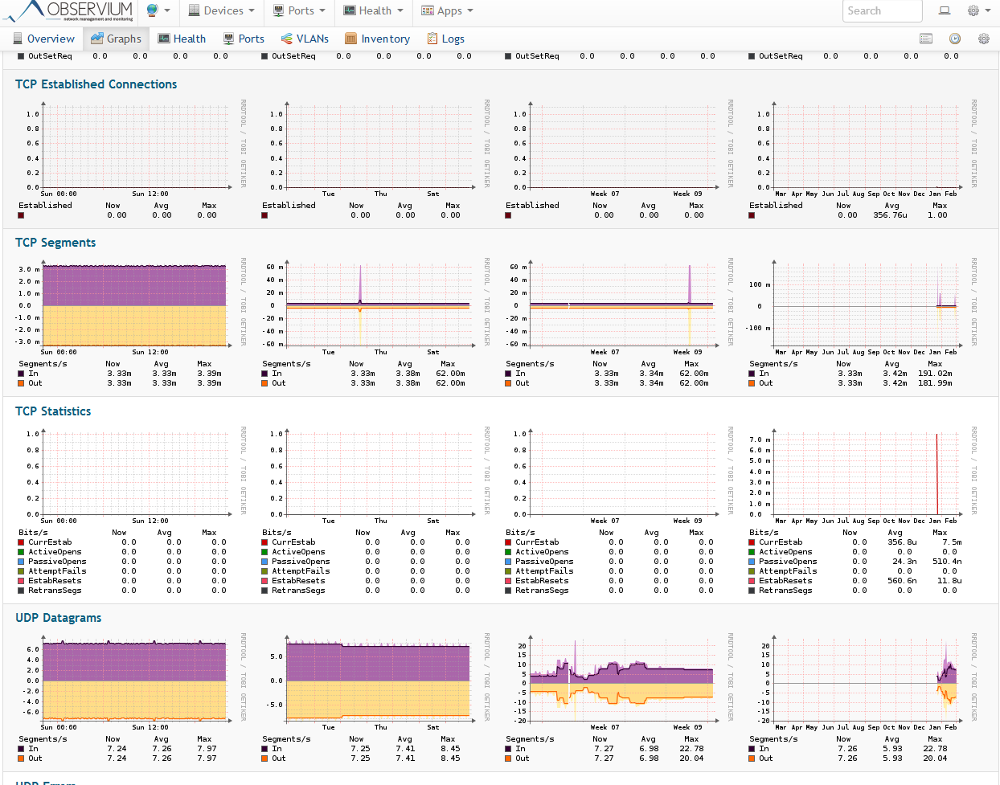 OBSERVIUM
network management and monitoring
Devices
Ports
Health
Apps
Search
Overview
Graphs
Health
Ports
VLANs
Inventory
Logs
OutSetReq 0.0 0.0 0.0 0.0
OutSetReq 0.0 0.0 0.0 0.0
OutSetReq 0.0 0.0 0.0 0.0
OutSetReq 0.0 0.0 0.0 0.0
TCP Established Connections
1.0
0.8
0.6
0.4
0.2
0.0
Sun 00:00 Sun 12:00
RRDTOOL / TOBI OETIKER
Established Now Avg Max
0.00 0.00 0.00
1.0
0.8
0.6
0.4
0.2
0.0
Tue Thu Sat
RRDTOOL / TOBI OETIKER
Established Now Avg Max
0.00 0.00 0.00
1.0
0.8
0.6
0.4
0.2
0.0
Week 07 Week 09
RRDTOOL / TOBI OETIKER
Established Now Avg Max
0.00 0.00 0.00
1.0
0.8
0.6
0.4
0.2
0.0
Mar Apr May Jun Jul Aug Sep Oct Nov Dec Jan Feb
RRDTOOL / TOBI OETIKER
Established Now Avg Max
0.00 356.76u 1.00
TCP Segments
3.0 m
2.0 m
1.0 m
0.0
-1.0 m
-2.0 m
-3.0 m
Sun 00:00 Sun 12:00
RRDTOOL / TOBI OETIKER
Segments/s Now Avg Max
In 3.33m 3.33m 3.39m
Out 3.33m 3.33m 3.39m
60 m
40 m
20 m
0
-20 m
-40 m
-60 m
Tue Thu Sat
RRDTOOL / TOBI OETIKER
Segments/s Now Avg Max
In 3.33m 3.38m 62.00m
Out 3.33m 3.38m 62.00m
60 m
40 m
20 m
0
-20 m
-40 m
-60 m
Week 07 Week 09
RRDTOOL / TOBI OETIKER
Segments/s Now Avg Max
In 3.33m 3.34m 62.00m
Out 3.33m 3.34m 62.00m
100 m
0
-100 m
Mar Apr May Jun Jul Aug Sep Oct Nov Dec Jan Feb
RRDTOOL / TOBI OETIKER
Segments/s Now Avg Max
In 3.33m 3.42m 191.02m
Out 3.33m 3.42m 181.99m
TCP Statistics
1.0
0.8
0.6
0.4
0.2
0.0
Sun 00:00 Sun 12:00
RRDTOOL / TOBI OETIKER
Bits/s Now Avg Max
CurrEstab 0.0 0.0 0.0
ActiveOpens 0.0 0.0 0.0
PassiveOpens 0.0 0.0 0.0
AttemptFails 0.0 0.0 0.0
EstabResets 0.0 0.0 0.0
RetransSegs 0.0 0.0 0.0
1.0
0.8
0.6
0.4
0.2
0.0
Tue Thu Sat
RRDTOOL / TOBI OETIKER
Bits/s Now Avg Max
CurrEstab 0.0 0.0 0.0
ActiveOpens 0.0 0.0 0.0
PassiveOpens 0.0 0.0 0.0
AttemptFails 0.0 0.0 0.0
EstabResets 0.0 0.0 0.0
RetransSegs 0.0 0.0 0.0
1.0
0.8
0.6
0.4
0.2
0.0
Week 07 Week 09
RRDTOOL / TOBI OETIKER
Bits/s Now Avg Max
CurrEstab 0.0 0.0 0.0
ActiveOpens 0.0 0.0 0.0
PassiveOpens 0.0 0.0 0.0
AttemptFails 0.0 0.0 0.0
EstabResets 0.0 0.0 0.0
RetransSegs 0.0 0.0 0.0
7.0 m
6.0 m
5.0 m
4.0 m
3.0 m
2.0 m
1.0 m
0.0
Mar Apr May Jun Jul Aug Sep Oct Nov Dec Jan Feb
RRDTOOL / TOBI OETIKER
Bits/s Now Avg Max
CurrEstab 0.0 356.8u 7.5m
ActiveOpens 0.0 0.0 0.0
PassiveOpens 0.0 24.3n 510.4n
AttemptFails 0.0 0.0 0.0
EstabResets 0.0 560.6n 11.8u
RetransSegs 0.0 0.0 0.0
UDP Datagrams
6.0
4.0
2.0
0.0
-2.0
-4.0
-6.0
Sun 00:00 Sun 12:00
RRDTOOL / TOBI OETIKER
Segments/s Now Avg Max
In 7.24 7.26 7.97
Out 7.24 7.26 7.97
5.0
0.0
-5.0
Tue Thu Sat
RRDTOOL / TOBI OETIKER
Segments/s Now Avg Max
In 7.25 7.41 8.45
Out 7.25 7.41 8.45
20
15
10
5
0
-5
-10
-15
-20
Week 07 Week 09
RRDTOOL / TOBI OETIKER
Segments/s Now Avg Max
In 7.27 6.98 22.78
Out 7.27 6.98 20.04
20
15
10
5
0
-5
-10
-15
-20
Mar Apr May Jun Jul Aug Sep Oct Nov Dec Jan Feb
RRDTOOL / TOBI OETIKER
Segments/s Now Avg Max
In 7.26 5.93 22.78
Out 7.26 5.93 20.04
UDP Errors